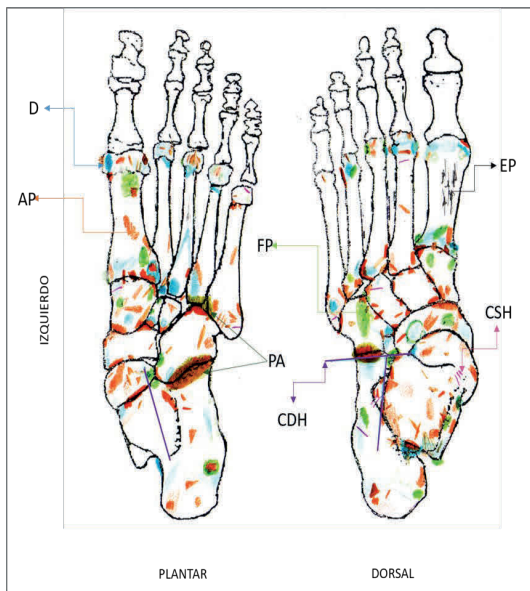 D
EP
AP
FP
IZQUIERDO
CSH
PA
CDH
PLANTAR
DORSAL